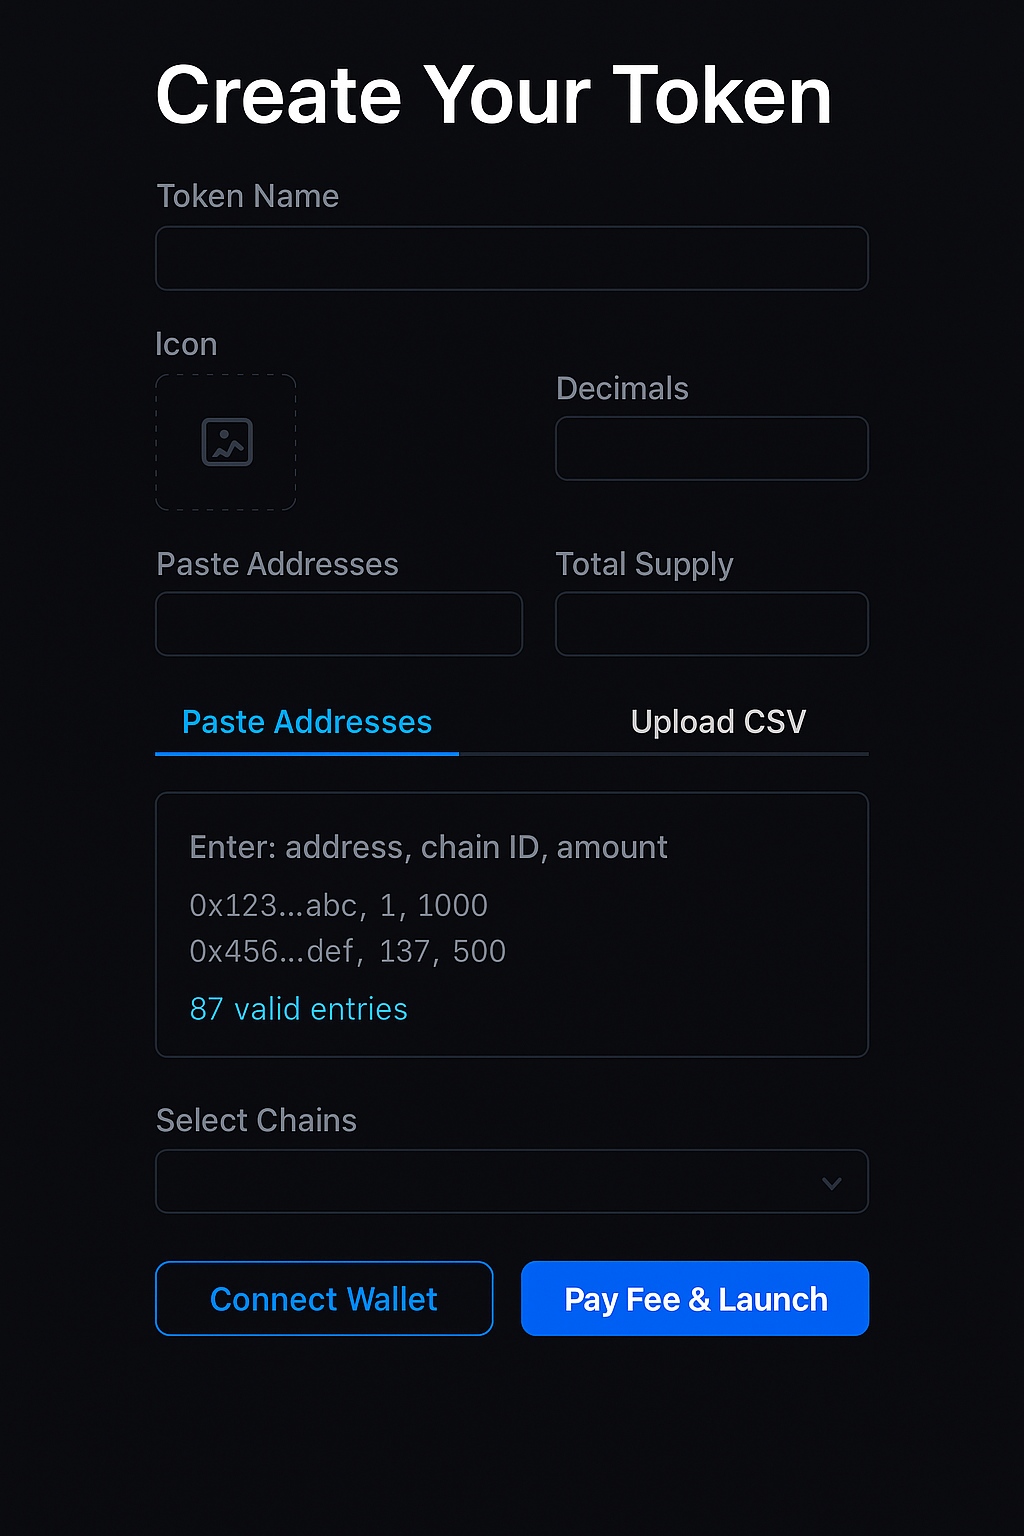 Create Your Token
Token Name
Icon
Decimals
Paste Addresses
Total Supply
Paste Addresses
Upload CSV
Enter: address, chain ID, amount
0x123...abc, 1, 1000
0x456...def, 137, 500
87 valid entries
Select Chains
Connect Wallet
Pay Fee & Launch